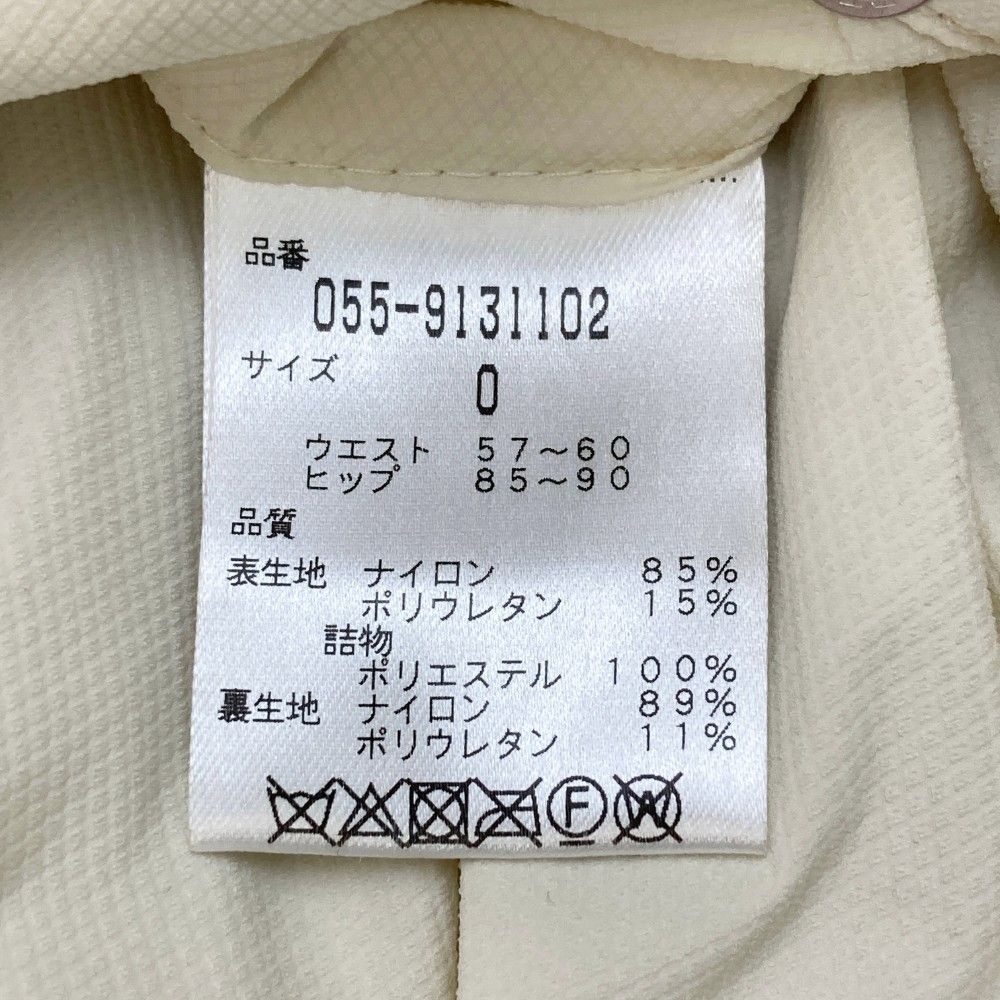 品番
055-9131102
サイズ
0
ウエスト 57～60
ヒップ 85～90
品質
表生地 ナイロン 85%
ポリウレタン 15%
詰物
ポリエステル 100%
裏生地 ナイロン 89%
ポリウレタン 11%
F W